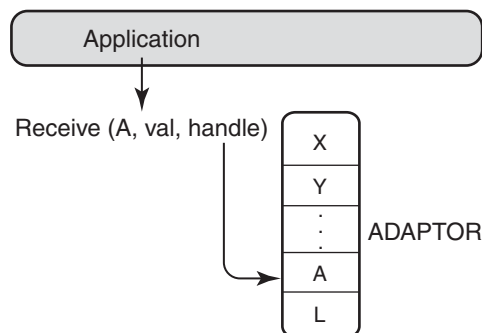 Application
Receive (A, val, handle)
X
Y
.
.
.
ADAPTOR
A
L